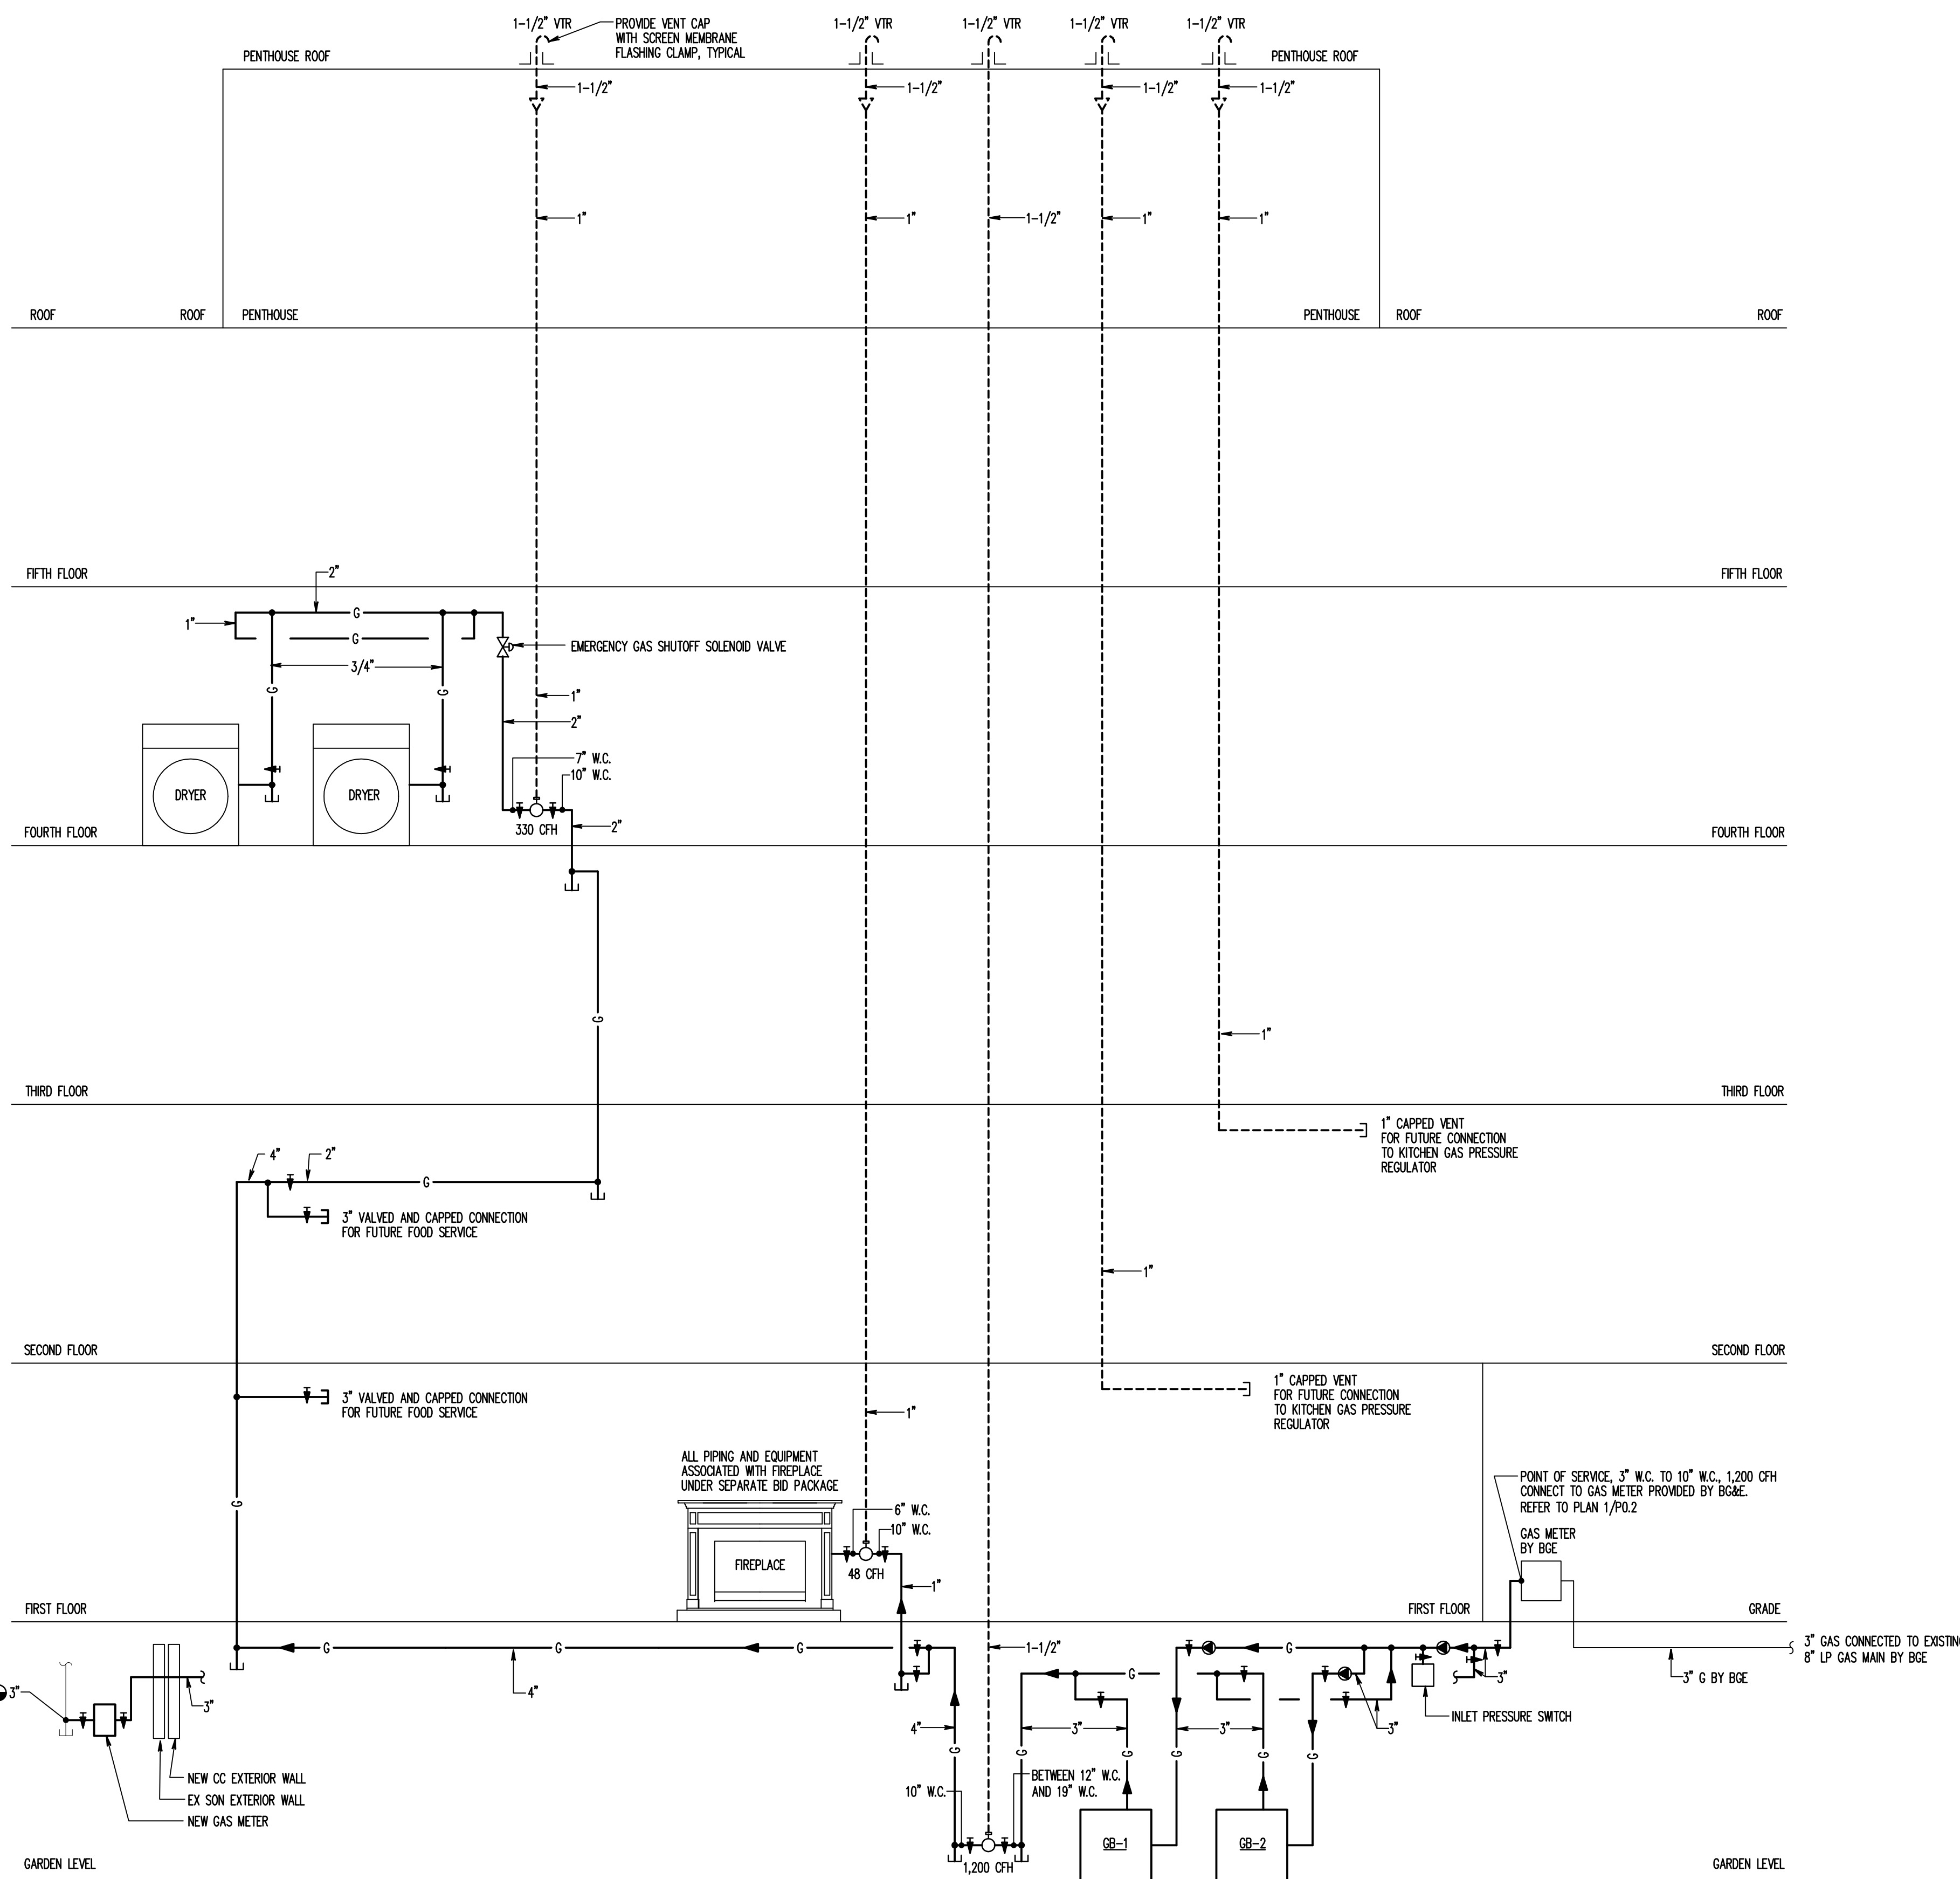 1-1/2" VTR
PROVIDE VENT CAP
WITH SCREEN MEMBRANE
FLASHING CLAMP, TYPICAL
1-1/2" VTR
1-1/2" VTR
1-1/2" VTR
1-1/2" VTR
PENTHOUSE ROOF
PENTHOUSE ROOF
1-1/2"
1-1/2"
1-1/2"
1-1/2"
1"
1"
1-1/2"
1"
1"
ROOF
ROOF
PENTHOUSE
PENTHOUSE
ROOF
ROOF
FIFTH FLOOR
FIFTH FLOOR
2"
G
1"
G
EMERGENCY GAS SHUTOFF SOLENOID VALVE
3/4"
G
G
1"
2"
7" W.C.
10" W.C.
DRYER
DRYER
330 CFH
2"
FOURTH FLOOR
FOURTH FLOOR
G
1"
THIRD FLOOR
THIRD FLOOR
1" CAPPED VENT
FOR FUTURE CONNECTION
TO KITCHEN GAS PRESSURE
REGULATOR
4"
2"
G
3" VALVED AND CAPPED CONNECTION
FOR FUTURE FOOD SERVICE
1"
SECOND FLOOR
SECOND FLOOR
1" CAPPED VENT
FOR FUTURE CONNECTION
TO KITCHEN GAS PRESSURE
REGULATOR
3" VALVED AND CAPPED CONNECTION
FOR FUTURE FOOD SERVICE
1"
ALL PIPING AND EQUIPMENT
ASSOCIATED WITH FIREPLACE
UNDER SEPARATE BID PACKAGE
POINT OF SERVICE, 3" W.C. TO 10" W.C., 1,200 CFH
CONNECT TO GAS METER PROVIDED BY BG&E.
REFER TO PLAN 1/P0.2
G
6" W.C.
10" W.C.
GAS METER
BY BGE
FIREPLACE
48 CFH
1"
FIRST FLOOR
FIRST FLOOR
GRADE
G
G
G
1-1/2"
G
3" GAS CONNECTED TO EXISTIN
8" LP GAS MAIN BY BGE
3"
4"
3"
G
3"
3" G BY BGE
INLET PRESSURE SWITCH
4"
3"
3"
3"
G
G
G
G
G
G
NEW CC EXTERIOR WALL
EX SON EXTERIOR WALL
NEW GAS METER
10" W.C.
BETWEEN 12" W.C.
AND 19" W.C.
GB-1
GB-2
1,200 CFH
GARDEN LEVEL
GARDEN LEVEL